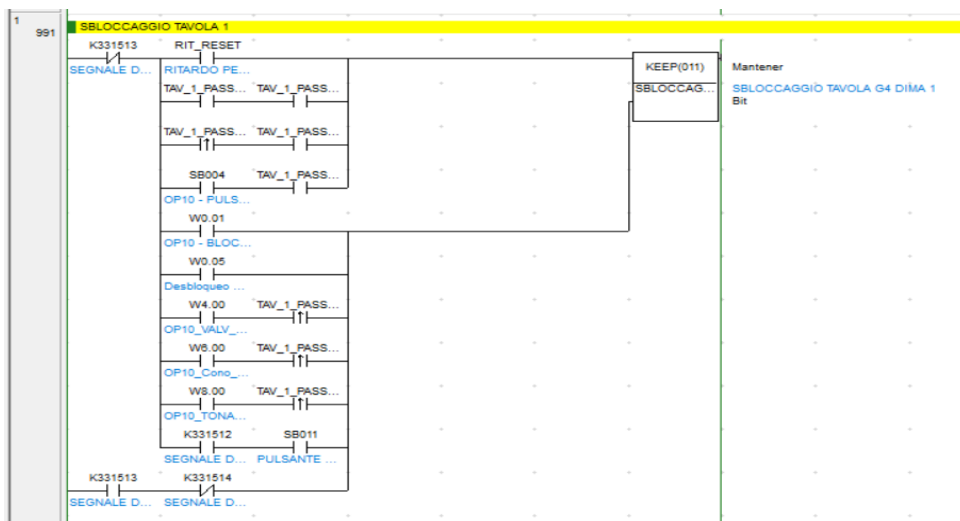 1
991
SBLOCCAGGIO TAVOLA 1
K331513 RIT_RESET
SEGNALE D... RITARDO PE...
KEEP(011) Mantener
SBLOCCAG... SBLOCCAGGIO TAVOLA G4 DIMA 1
Bit
TAV_1_PASS... TAV_1_PASS...
TAV_1_PASS... TAV_1_PASS...
SB004 TAV_1_PASS...
OP10 - PULS...
W0.01
OP10 - BLOC...
W0.05
Desbloqueo ...
W4.00 TAV_1_PASS...
OP10_VALV_...
W6.00 TAV_1_PASS...
OP10_Cono_...
W8.00 TAV_1_PASS...
OP10_TONA...
K331512 SB011
SEGNALE D... PULSANTE ...
K331513 K331514
SEGNALE D... SEGNALE D...